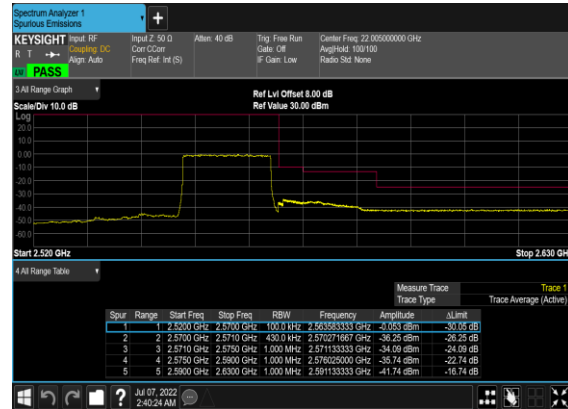 Spectrum Analyzer 1
Spurious Emissions
+
KEYSIGHT Input: RF Input Z: 50 Ω Atten: 40 dB Trig: Free Run Center Freq: 22.005000000 GHz
R T Coupling: DC Corr CCorr Gate: Off Avg|Hold: 100/100
Align: Auto Freq Ref: Int (S) IF Gain: Low Radio Std: None
PASS
3 All Range Graph
Ref Lvl Offset 8.00 dB
Scale/Div 10.0 dB Ref Value 30.00 dBm
Log
20.0
10.0
0.00
-10.0
-20.0
-30.0
-40.0
-50.0
-60.0
Start 2.520 GHz Stop 2.630 GH
4 All Range Table
Measure Trace Trace 1
Trace Type Trace Average (Active)
Spur Range Start Freq Stop Freq RBW Frequency Amplitude ΔLimit
1 1 2.5200 GHz 2.5700 GHz 100.0 kHz 2.563583333 GHz -0.053 dBm -30.05 dB
2 2 2.5700 GHz 2.5710 GHz 430.0 kHz 2.570271667 GHz -36.25 dBm -26.25 dB
3 3 2.5710 GHz 2.5750 GHz 1.000 MHz 2.571133333 GHz -34.09 dBm -24.09 dB
4 4 2.5750 GHz 2.5900 GHz 1.000 MHz 2.576025000 GHz -35.74 dBm -22.74 dB
5 5 2.5900 GHz 2.6300 GHz 1.000 MHz 2.591133333 GHz -41.74 dBm -16.74 dB
? Jul 07, 2022
2:40:24 AM